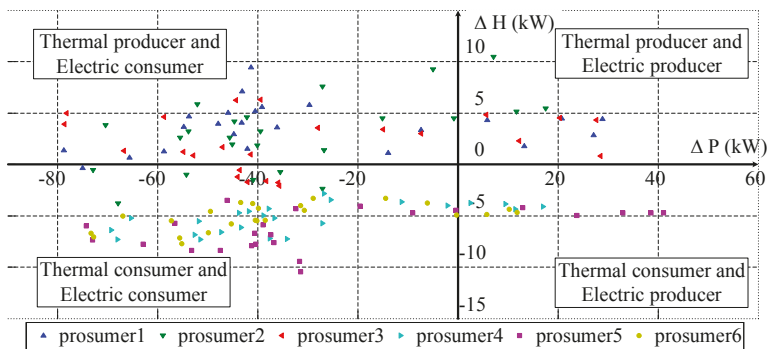 Δ H (kW)
Thermal producer and
Electric consumer
Thermal producer and
Electric producer
10
5
0
Δ P (kW)
-80 -60 -40 -20 0 20 40 60
-5
-10
-15
Thermal consumer and
Electric consumer
Thermal consumer and
Electric producer
prosumer1 prosumer2 prosumer3 prosumer4 prosumer5 prosumer6